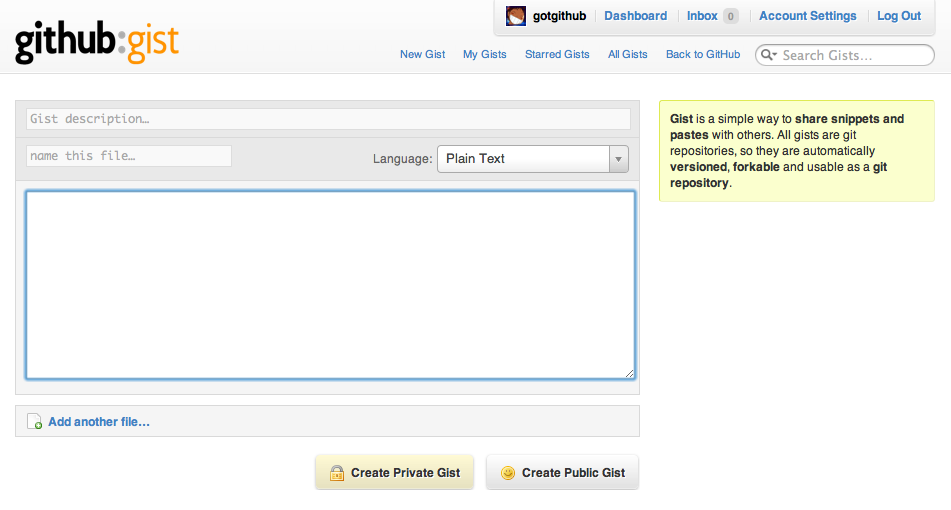 gotgithub Dashboard Inbox 0 Account Settings Log Out
github:gist
New Gist My Gists Starred Gists All Gists Back to GitHub Search Gists...
Gist description...
name this file... Language: Plain Text
Add another file...
Create Private Gist Create Public Gist
Gist is a simple way to share snippets and
pastes with others. All gists are git
repositories, so they are automatically
versioned, forkable and usable as a git
repository.